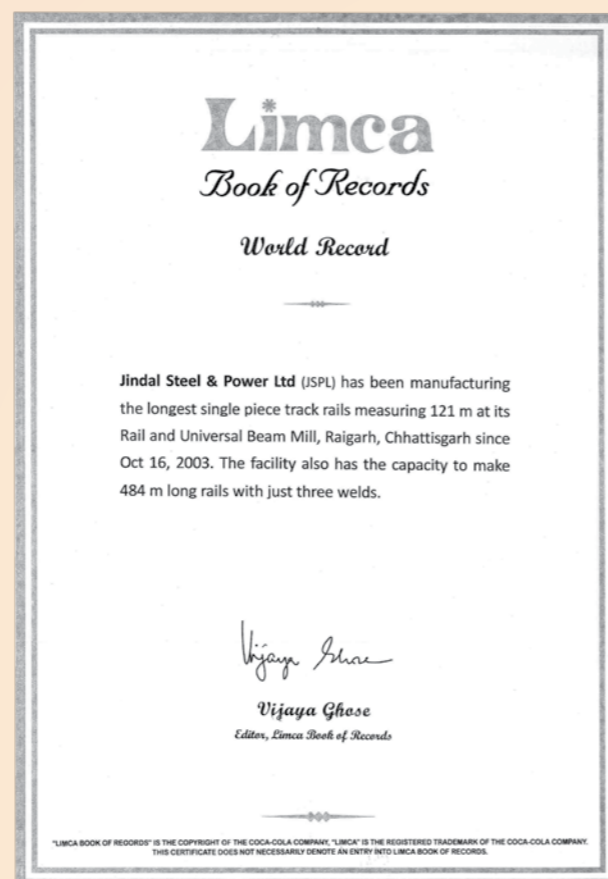 Limca
Book of Records
World Record
Jindal Steel & Power Ltd (JSPL) has been manufacturing
the longest single piece track rails measuring 121 m at its
Rail and Universal Beam Mill, Raigarh, Chhattisgarh since
Oct 16, 2003. The facility also has the capacity to make
484 m long rails with just three welds.
Vijaya Ghose
Vijaya Ghose
Editor, Limca Book of Records
"LIMCA BOOK OF RECORDS" IS THE COPYRIGHT OF THE COCA-COLA COMPANY, "LIMCA" IS THE REGISTERED TRADEMARK OF THE COCA-COLA COMPANY.
THIS CERTIFICATE DOES NOT NECESSARILY DENOTE AN ENTRY INTO LIMCA BOOK OF RECORDS.